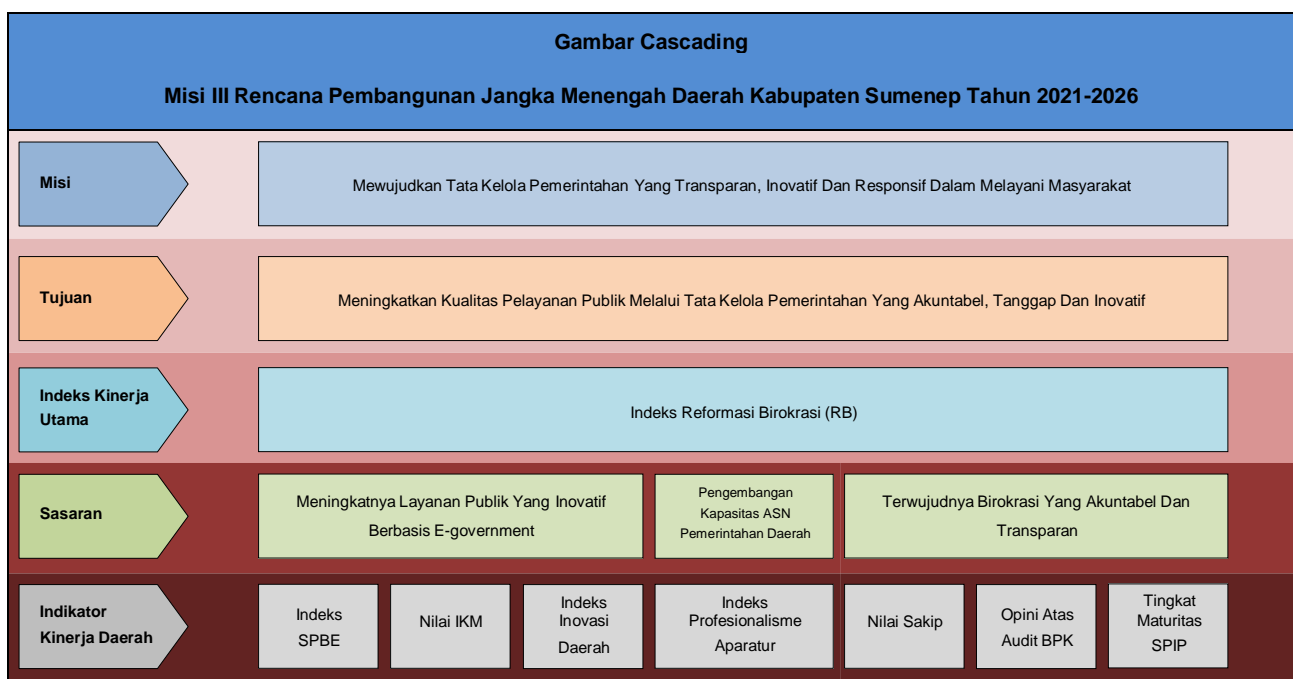 Gambar Cascading
Misi III Rencana Pembangunan Jangka Menengah Daerah Kabupaten Sumenep Tahun 2021-2026
Misi
Mewujudkan Tata Kelola Pemerintahan Yang Transparan, Inovatif Dan Responsif Dalam Melayani Masyarakat
Tujuan
Meningkatkan Kualitas Pelayanan Publik Melalui Tata Kelola Pemerintahan Yang Akuntabel, Tanggap Dan Inovatif
Indeks Kinerja
Utama
Indeks Reformasi Birokrasi (RB)
Sasaran
Meningkatnya Layanan Publik Yang Inovatif
Berbasis E-government
Pengembangan
Kapasitas ASN
Pemerintahan Daerah
Terwujudnya Birokrasi Yang Akuntabel Dan
Transparan
Indikator
Kinerja Daerah
Indeks
SPBE
Nilai IKM
Indeks
Inovasi
Daerah
Indeks
Profesionalisme
Aparatur
Nilai Sakip
Opini Atas
Audit BPK
Tingkat
Maturitas
SPIP